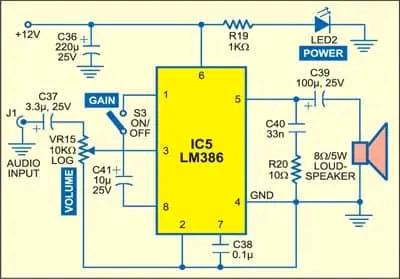 +12V
C36
220µ
25V
R19
1KΩ
LED2
POWER
C37
3.3µ, 25V
J1
AUDIO
INPUT
VR15
10KΩ
LOG
VOLUME
GAIN
S3
ON/
OFF
C41
10µ
25V
6
1
3
8
5
4
2
7
IC5
LM386
GND
C38
0.1µ
C39
100µ, 25V
C40
33n
R20
10Ω
8Ω/5W
LOUD-
SPEAKER